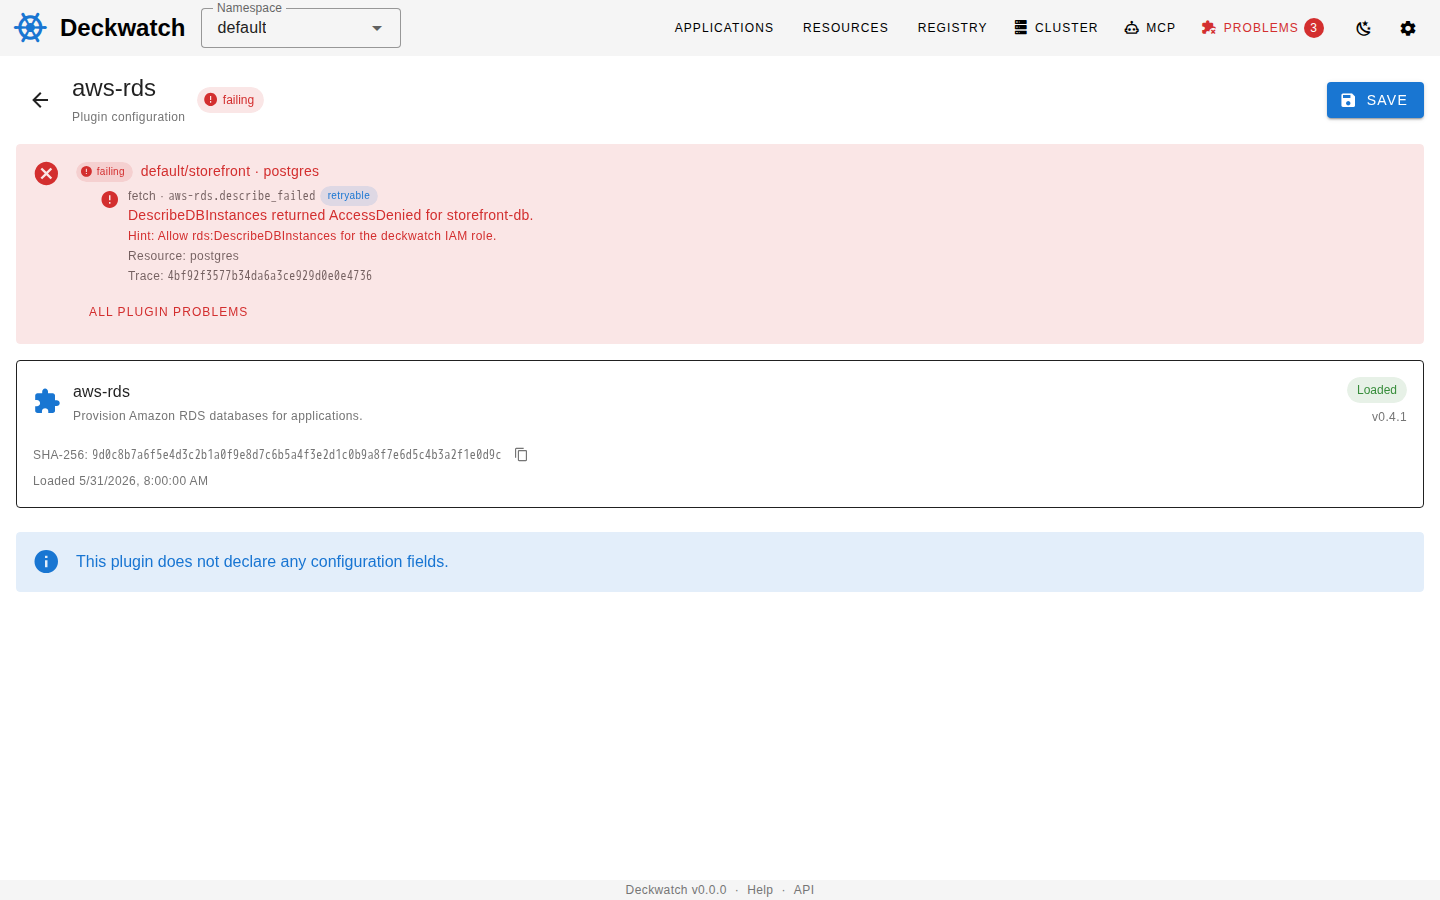 Deckwatch
Namespace
default
APPLICATIONS
RESOURCES
REGISTRY
CLUSTER
MCP
PROBLEMS 3
aws-rds
Plugin configuration
failing
SAVE
failing default/storefront · postgres
fetch · aws-rds.describe_failed retryable
DescribeDBInstances returned AccessDenied for storefront-db.
Hint: Allow rds:DescribeDBInstances for the deckwatch IAM role.
Resource: postgres
Trace: 4bf92f3577b34da6a3ce929d0e0e4736
ALL PLUGIN PROBLEMS
aws-rds
Provision Amazon RDS databases for applications.
Loaded
v0.4.1
SHA-256: 9d0c8b7a6f5e4d3c2b1a0f9e8d7c6b5a4f3e2d1c0b9a8f7e6d5c4b3a2f1e0d9c
Loaded 5/31/2026, 8:00:00 AM
This plugin does not declare any configuration fields.
Deckwatch v0.0.0 · Help · API